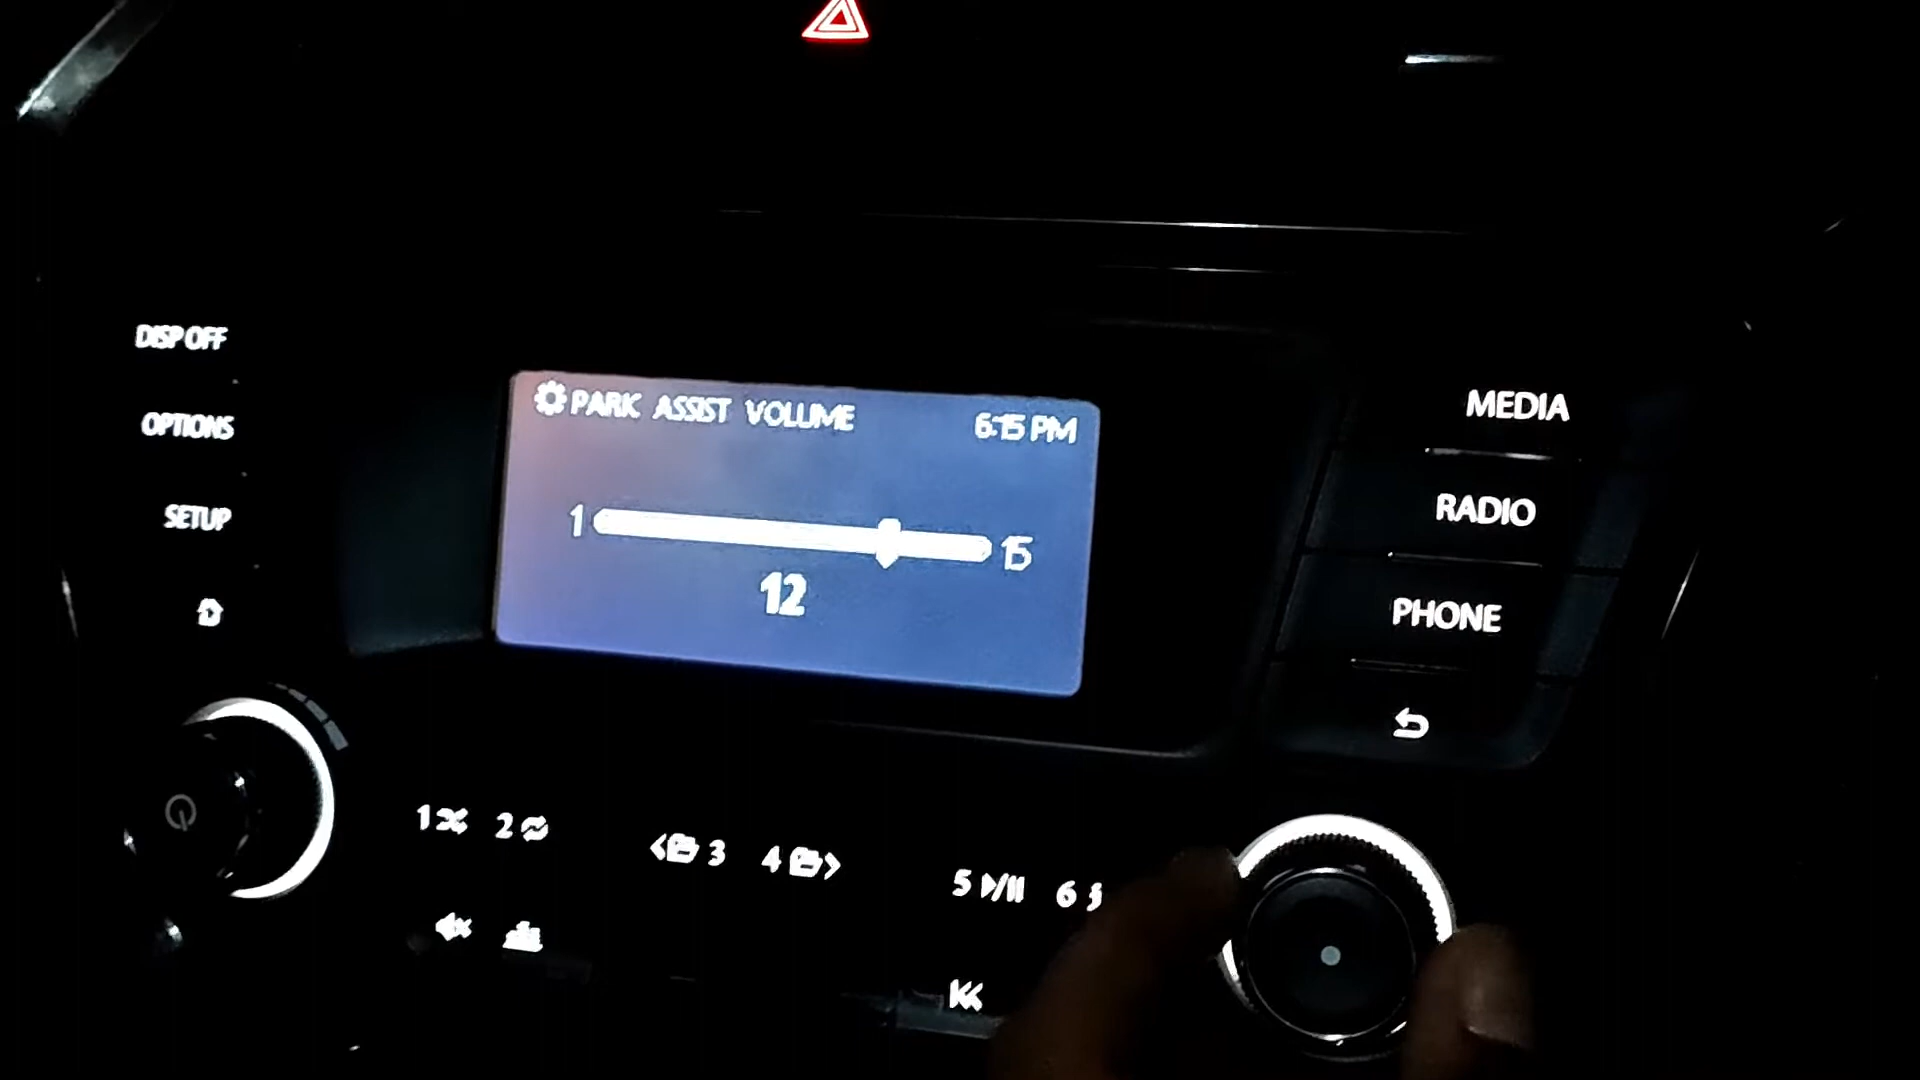 DISP OFF
OPTIONS
SETUP
PARK ASSIST VOLUME 6:15 PM
1 15
12
MEDIA
RADIO
PHONE
1 2 3 4 5 6